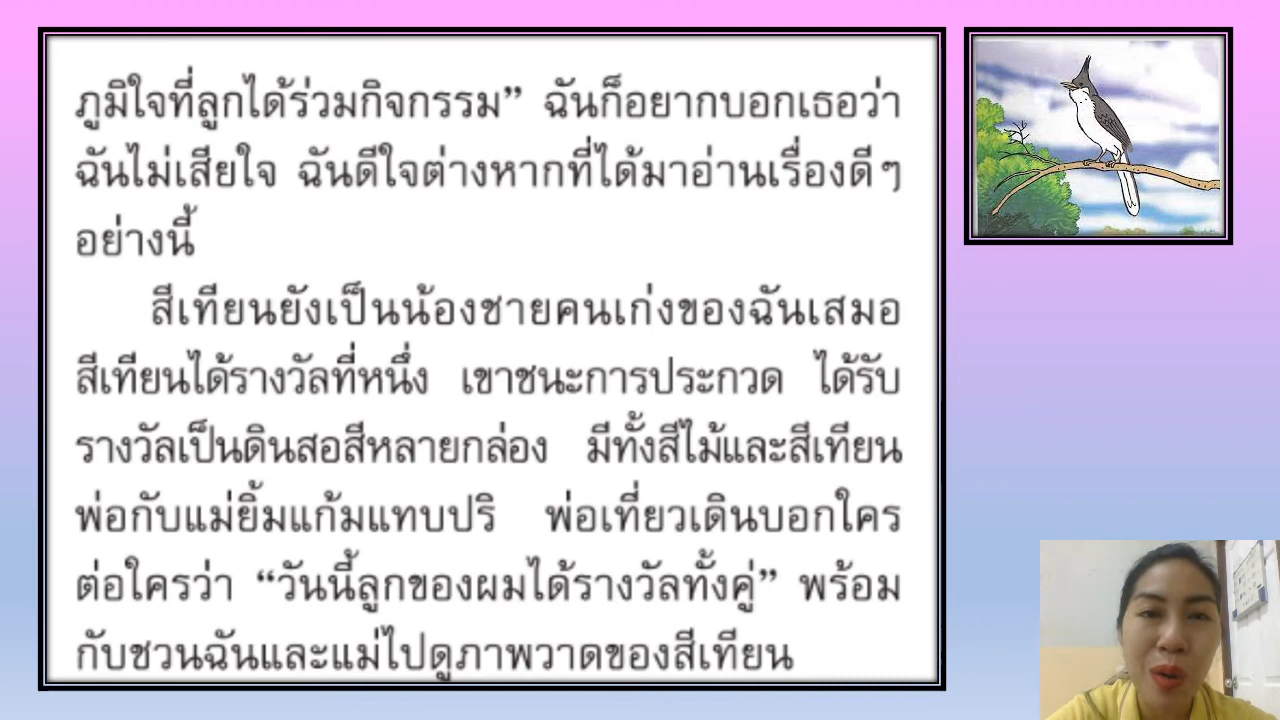 ภูมิใจที่ลูกได้ร่วมกิจกรรม” ฉันก็อยากบอกเธอว่า
ฉันไม่เสียใจ ฉันดีใจต่างหากที่ได้มาอ่านเรื่องดีๆ
อย่างนี้
สีเทียนยังเป็นน้องชายคนเก่งของฉันเสมอ
สีเทียนได้รางวัลที่หนึ่ง เขาชนะการประกวด ได้รับ
รางวัลเป็นดินสอสีหลายกล่อง มีทั้งสีไม้และสีเทียน
พ่อกับแม่ยิ้มแก้มแทบปริ พ่อเที่ยวเดินบอกใคร
ต่อใครว่า “วันนี้ลูกของผมได้รางวัลทั้งคู่” พร้อม
กับชวนฉันและแม่ไปดูภาพวาดของสีเทียน